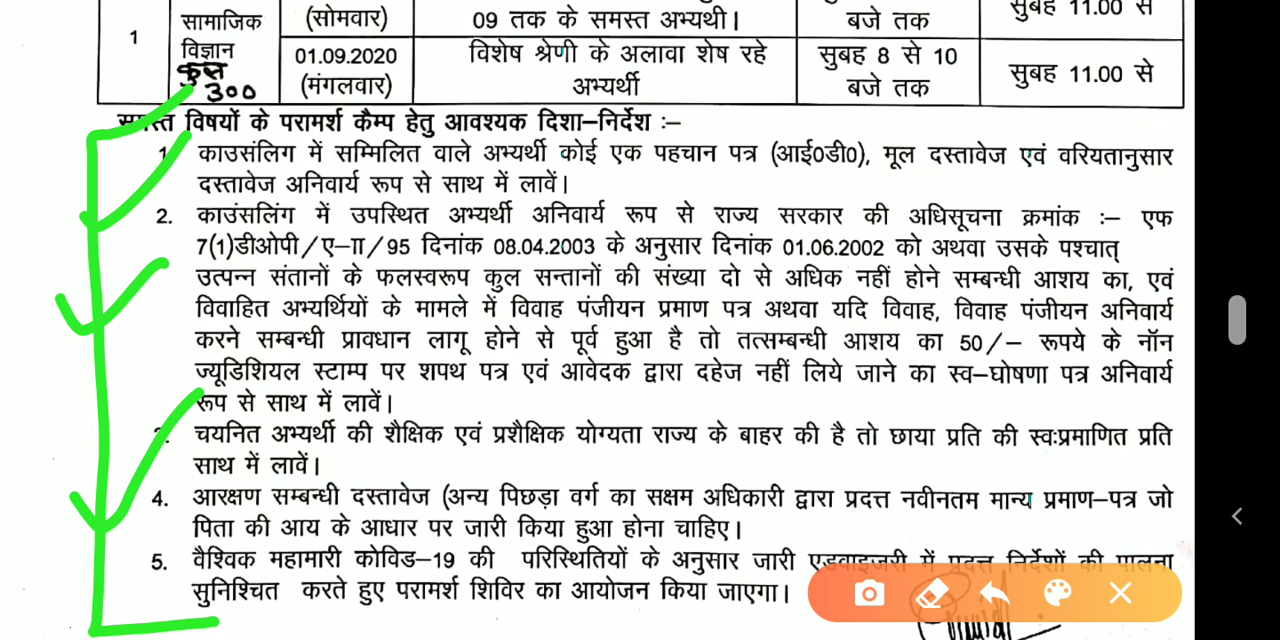 सामाजिक
(सोमवार)
09 तक के समस्त अभ्यथी।
बजे तक
सुबह 11.00 से
1
विज्ञान
कुल
300
01.09.2020
(मंगलवार)
विशेष श्रेणी के अलावा शेष रहे
अभ्यर्थी
सुबह 8 से 10
बजे तक
सुबह 11.00 से
समस्त विषयों के परामर्श कैम्प हेतु आवश्यक दिशा–निर्देश :–
1. काउसंलिग में सम्मिलित वाले अभ्यर्थी कोई एक पहचान पत्र (आई0डी0), मूल दस्तावेज एवं वरियतानुसार
दस्तावेज अनिवार्य रूप से साथ में लावें।
2. काउंसलिंग में उपस्थित अभ्यर्थी अनिवार्य रूप से राज्य सरकार की अधिसूचना क्रमांक :– एफ
7(1)डीओपी/ए–II/95 दिनांक 08.04.2003 के अनुसार दिनांक 01.06.2002 को अथवा उसके पश्चात्
उत्पन्न संतानों के फलस्वरूप कुल सन्तानों की संख्या दो से अधिक नहीं होने सम्बन्धी आशय का, एवं
विवाहित अभ्यर्थियों के मामले में विवाह पंजीयन प्रमाण पत्र अथवा यदि विवाह, विवाह पंजीयन अनिवार्य
करने सम्बन्धी प्रावधान लागू होने से पूर्व हुआ है तो तत्सम्बन्धी आशय का 50/– रूपये के नॉन
ज्यूडिशियल स्टाम्प पर शपथ पत्र एवं आवेदक द्वारा दहेज नहीं लिये जाने का स्व–घोषणा पत्र अनिवार्य
रूप से साथ में लावें।
3. चयनित अभ्यर्थी की शैक्षिक एवं प्रशैक्षिक योग्यता राज्य के बाहर की है तो छाया प्रति की स्वःप्रमाणित प्रति
साथ में लावें।
4. आरक्षण सम्बन्धी दस्तावेज (अन्य पिछड़ा वर्ग का सक्षम अधिकारी द्वारा प्रदत्त नवीनतम मान्य प्रमाण–पत्र जो
पिता की आय के आधार पर जारी किया हुआ होना चाहिए।
5. वैश्विक महामारी कोविड–19 की परिस्थितियों के अनुसार जारी एडवाइजरी में प्रदत्त निर्देशों की पालना
सुनिश्चित करते हुए परामर्श शिविर का आयोजन किया जाएगा।